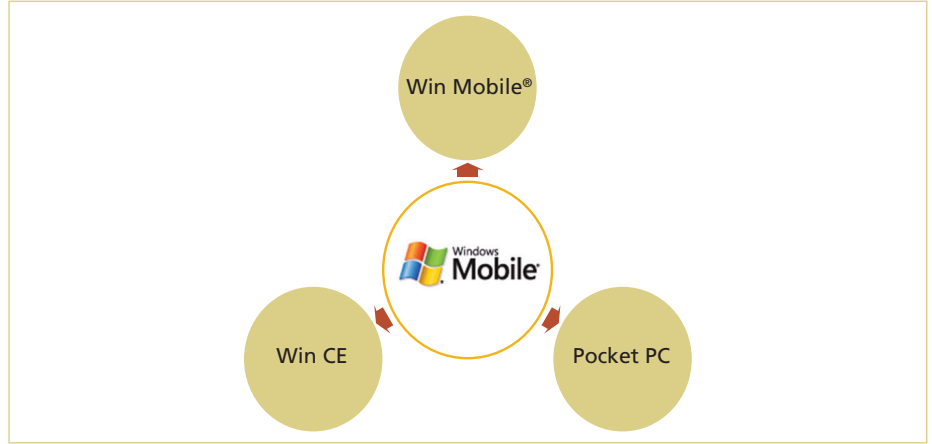 Win Mobile®
Windows
Mobile
Win CE
Pocket PC